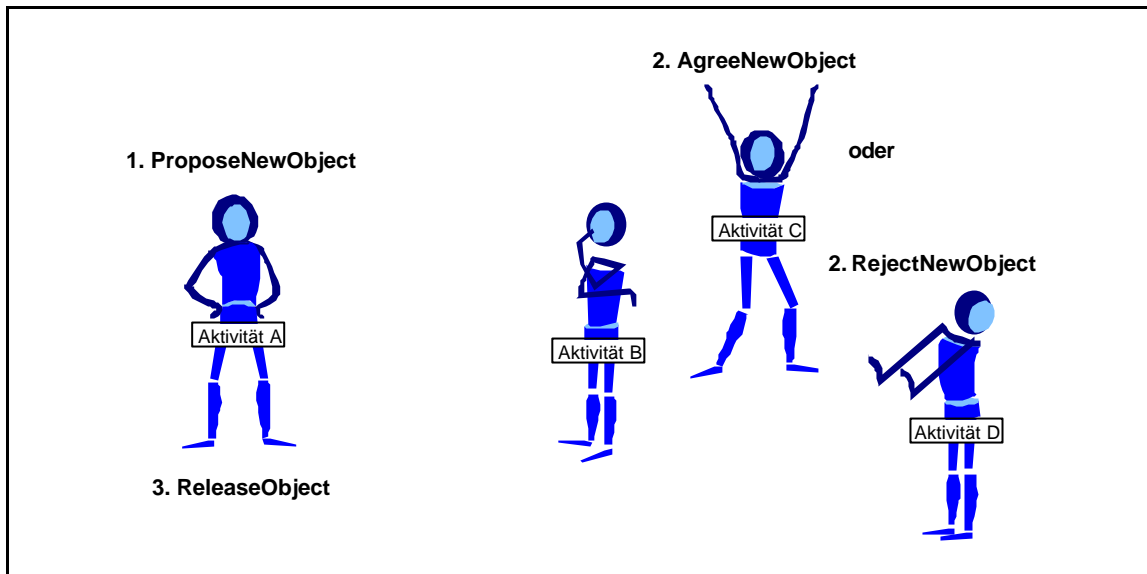 2. AgreeNewObject
1. ProposeNewObject
oder
Aktivität C
2. RejectNewObject
Aktivität A
Aktivität B
Aktivität D
3. ReleaseObject